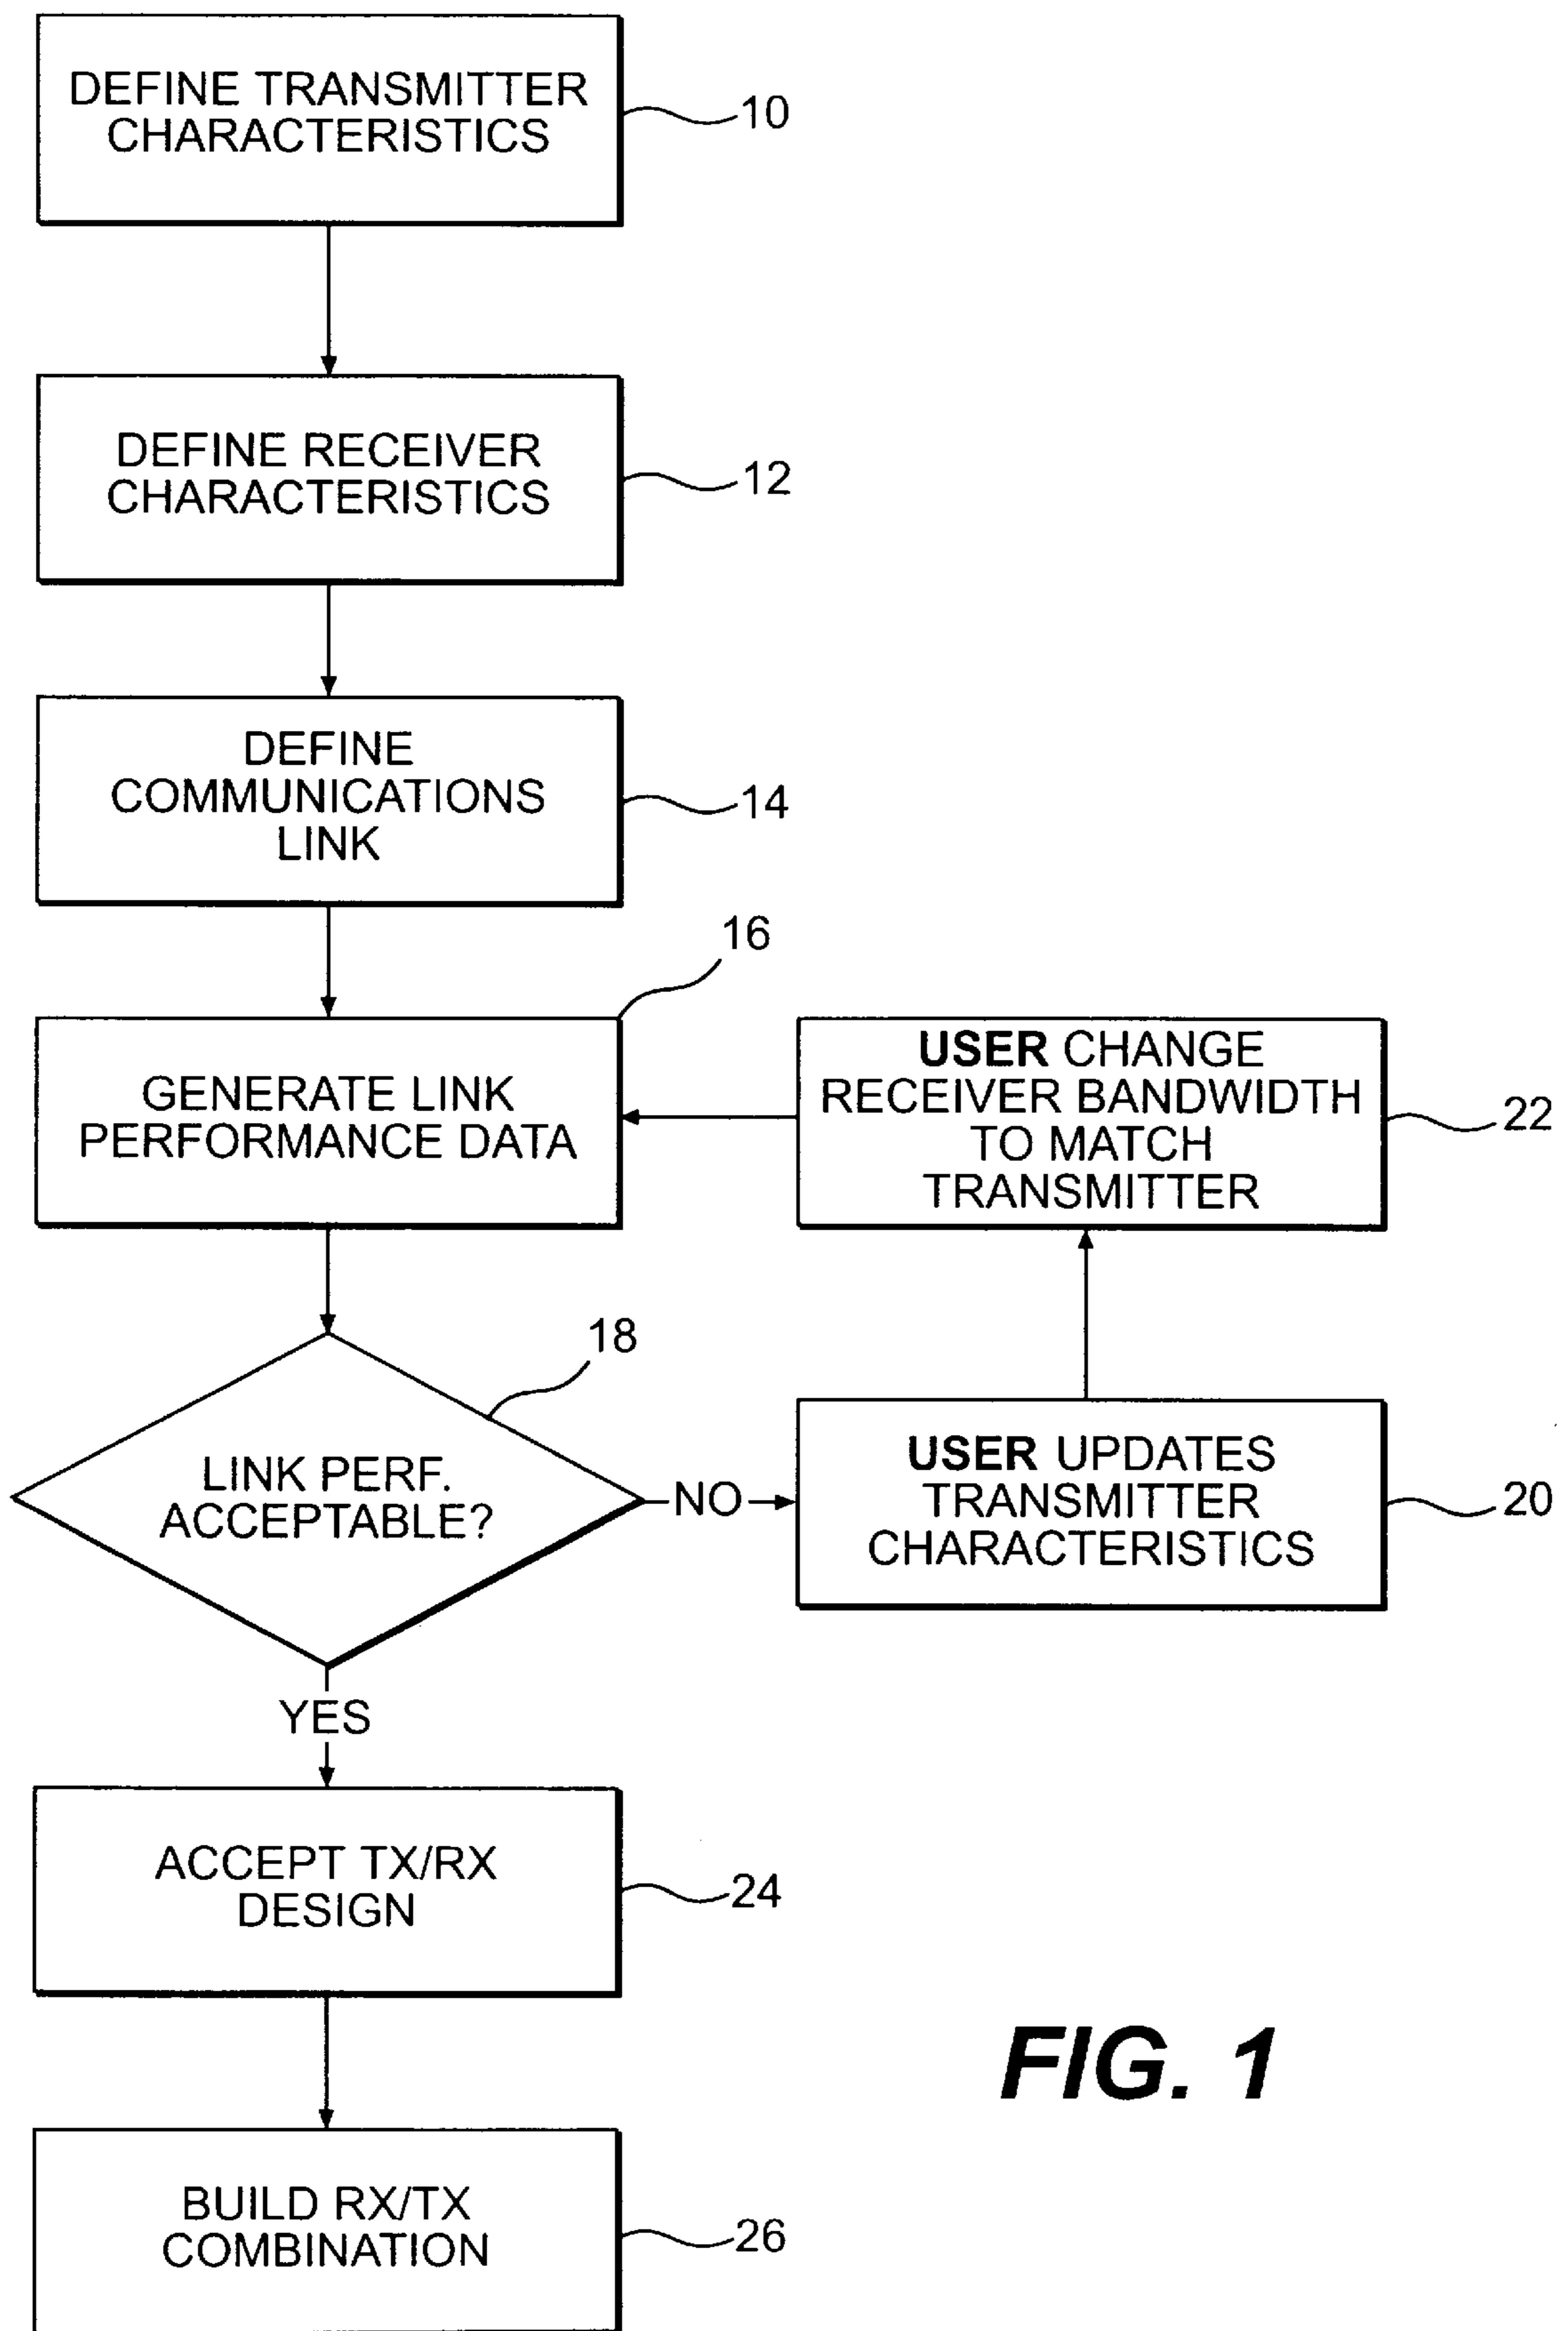 DEFINE TRANSMITTER
CHARACTERISTICS
10
DEFINE RECEIVER
CHARACTERISTICS
12
DEFINE
COMMUNICATIONS
LINK
14
16
GENERATE LINK
PERFORMANCE DATA
USER CHANGE
RECEIVER BANDWIDTH
TO MATCH
TRANSMITTER
22
18
LINK PERF.
ACCEPTABLE?
NO
USER UPDATES
TRANSMITTER
CHARACTERISTICS
20
YES
ACCEPT TX/RX
DESIGN
24
BUILD RX/TX
COMBINATION
26
FIG. 1